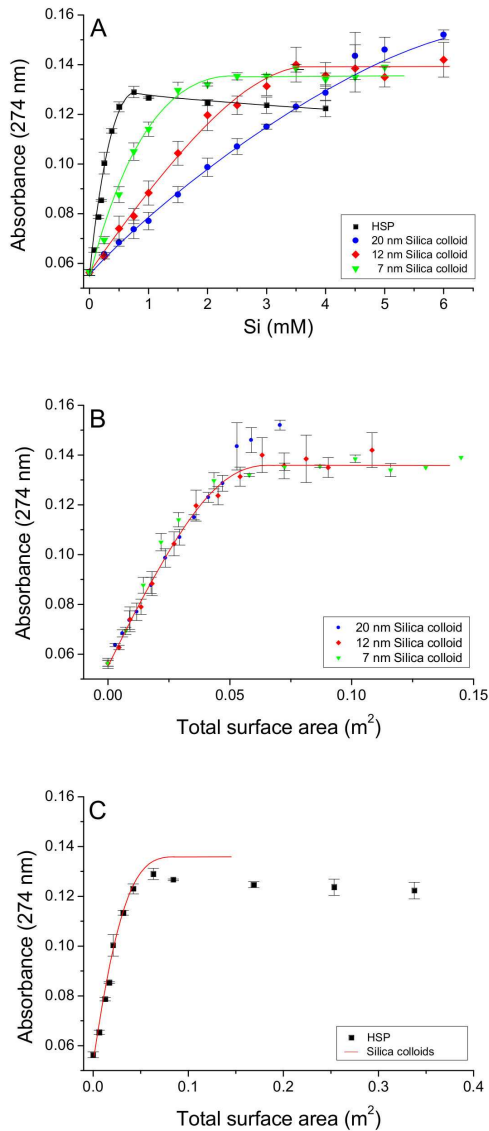 A
0.14
0.12
0.10
0.08
0.06
Absorbance (274 nm)
HSP
20 nm Silica colloid
12 nm Silica colloid
7 nm Silica colloid
0 1 2 3 4 5 6
Si (mM)
B
0.16
0.14
0.12
0.10
0.08
0.06
Absorbance (274 nm)
20 nm Silica colloid
12 nm Silica colloid
7 nm Silica colloid
0.00 0.05 0.10 0.15
Total surface area (m²)
C
0.16
0.14
0.12
0.10
0.08
0.06
Absorbance (274 nm)
HSP
Silica colloids
0.0 0.1 0.2 0.3 0.4
Total surface area (m²)